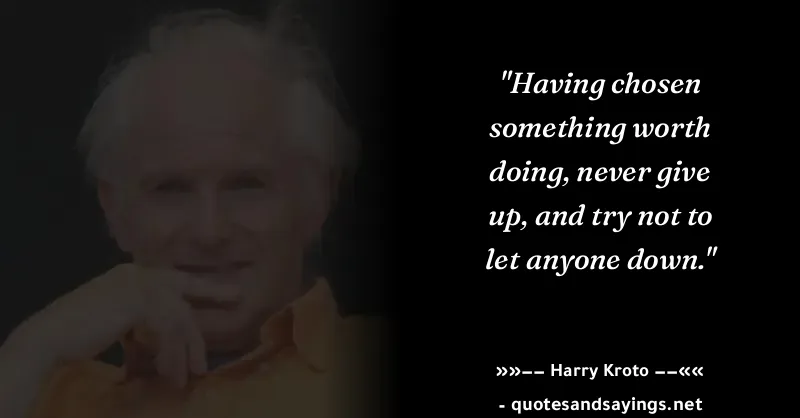 "Having chosen
something worth
doing, never give
up, and try not to
let anyone down."
»»–– Harry Kroto ––««
- quotesandsayings.net